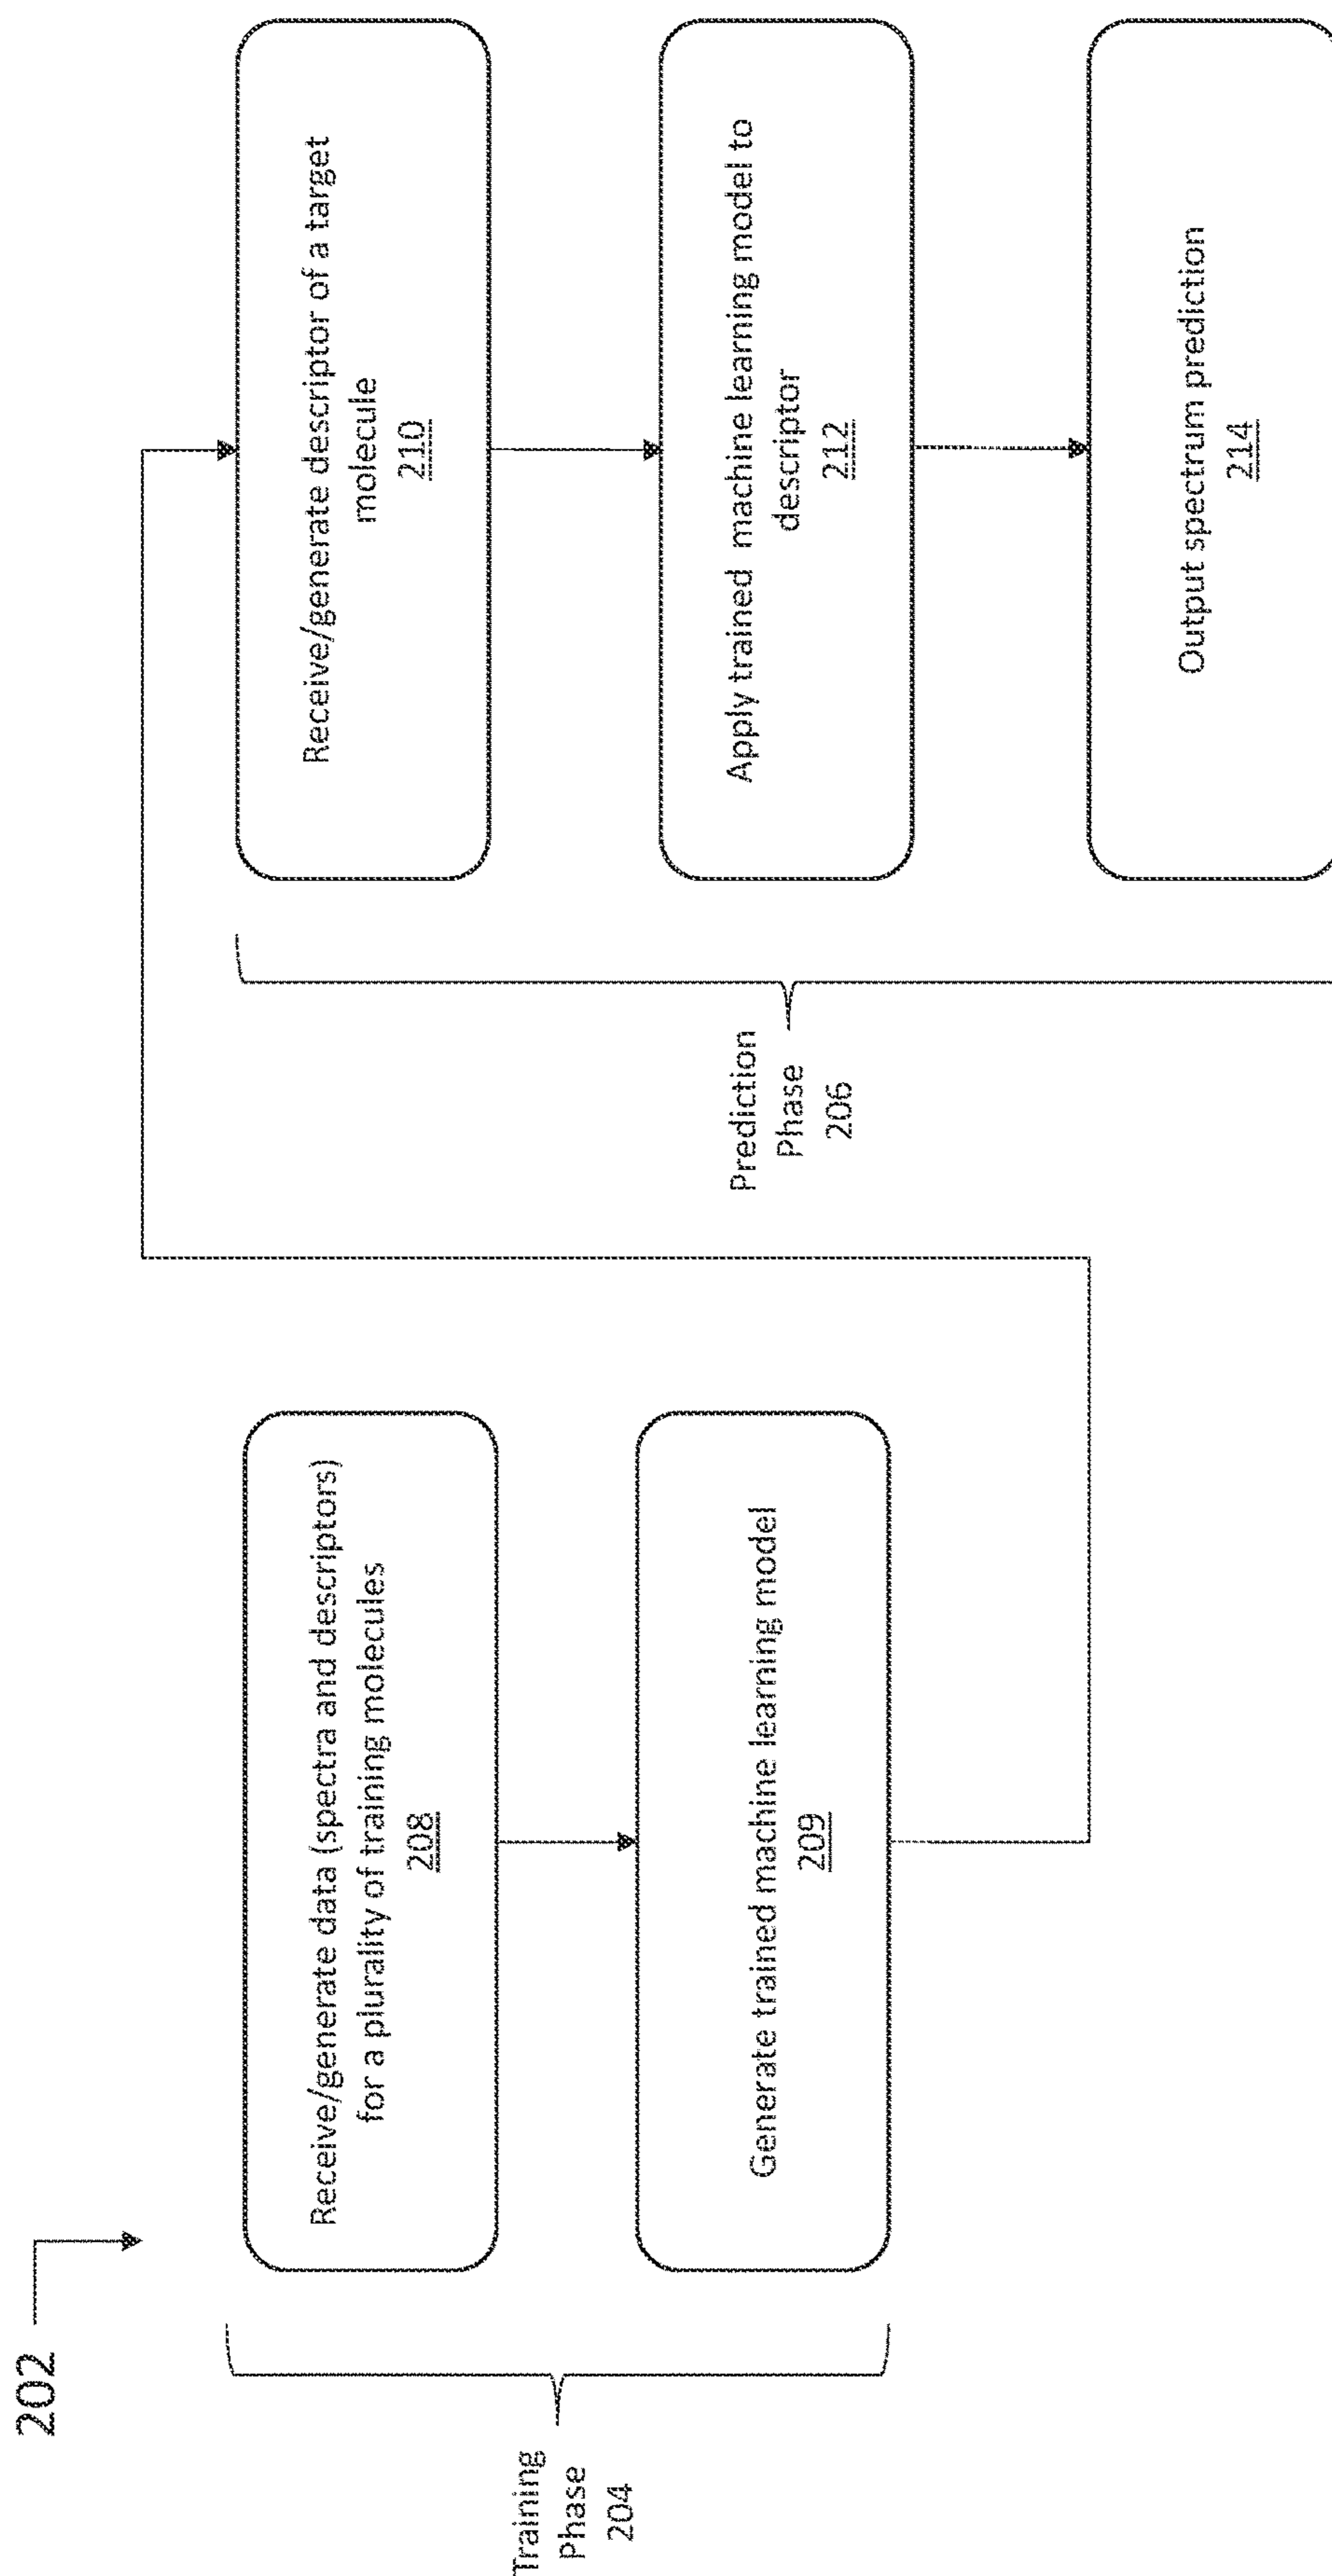 202
Training
Phase
204
Receive/generate data (spectra and descriptors)
for a plurality of training molecules
208
Generate trained machine learning model
209
Prediction
Phase
206
Receive/generate descriptor of a target
molecule
210
Apply trained machine learning model to
descriptor
212
Output spectrum prediction
214